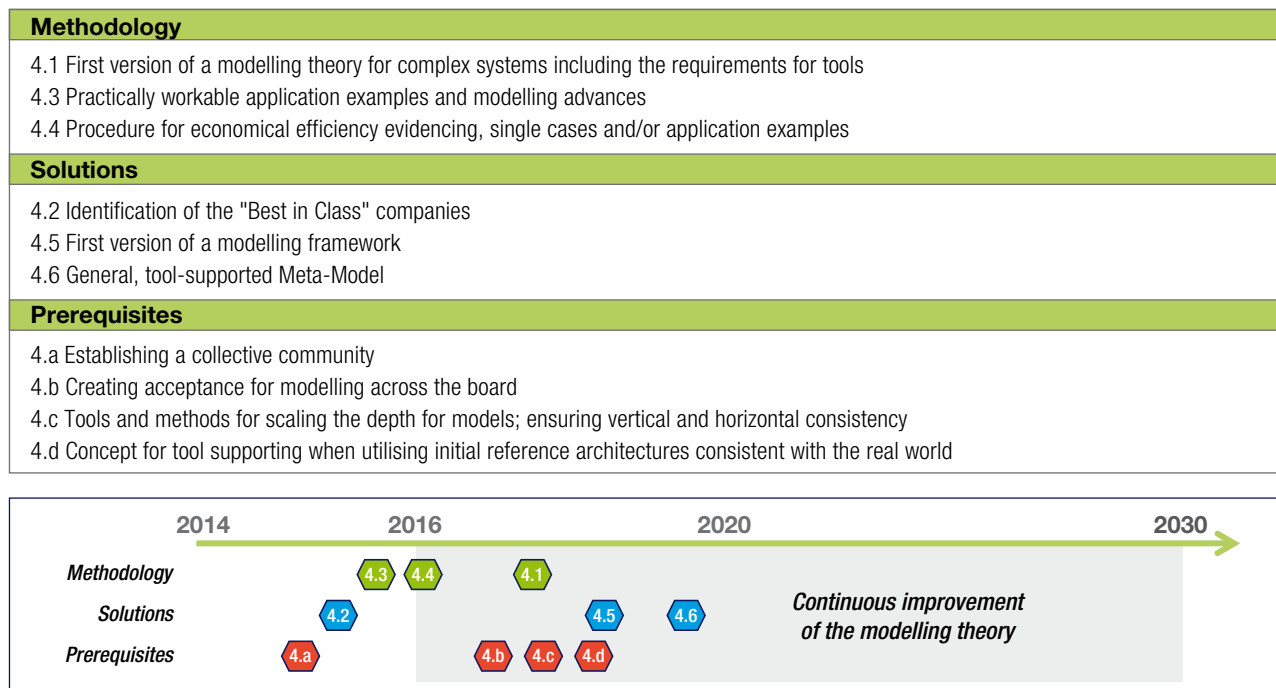 Methodology
4.1 First version of a modelling theory for complex systems including the requirements for tools
4.3 Practically workable application examples and modelling advances
4.4 Procedure for economical efficiency evidencing, single cases and/or application examples
Solutions
4.2 Identification of the "Best in Class" companies
4.5 First version of a modelling framework
4.6 General, tool-supported Meta-Model
Prerequisites
4.a Establishing a collective community
4.b Creating acceptance for modelling across the board
4.c Tools and methods for scaling the depth for models; ensuring vertical and horizontal consistency
4.d Concept for tool supporting when utilising initial reference architectures consistent with the real world
2014 2016 2020 2030
Methodology 4.3 4.4 4.1
Solutions 4.2 4.5 4.6
Prerequisites 4.a 4.b 4.c 4.d
Continuous improvement
of the modelling theory